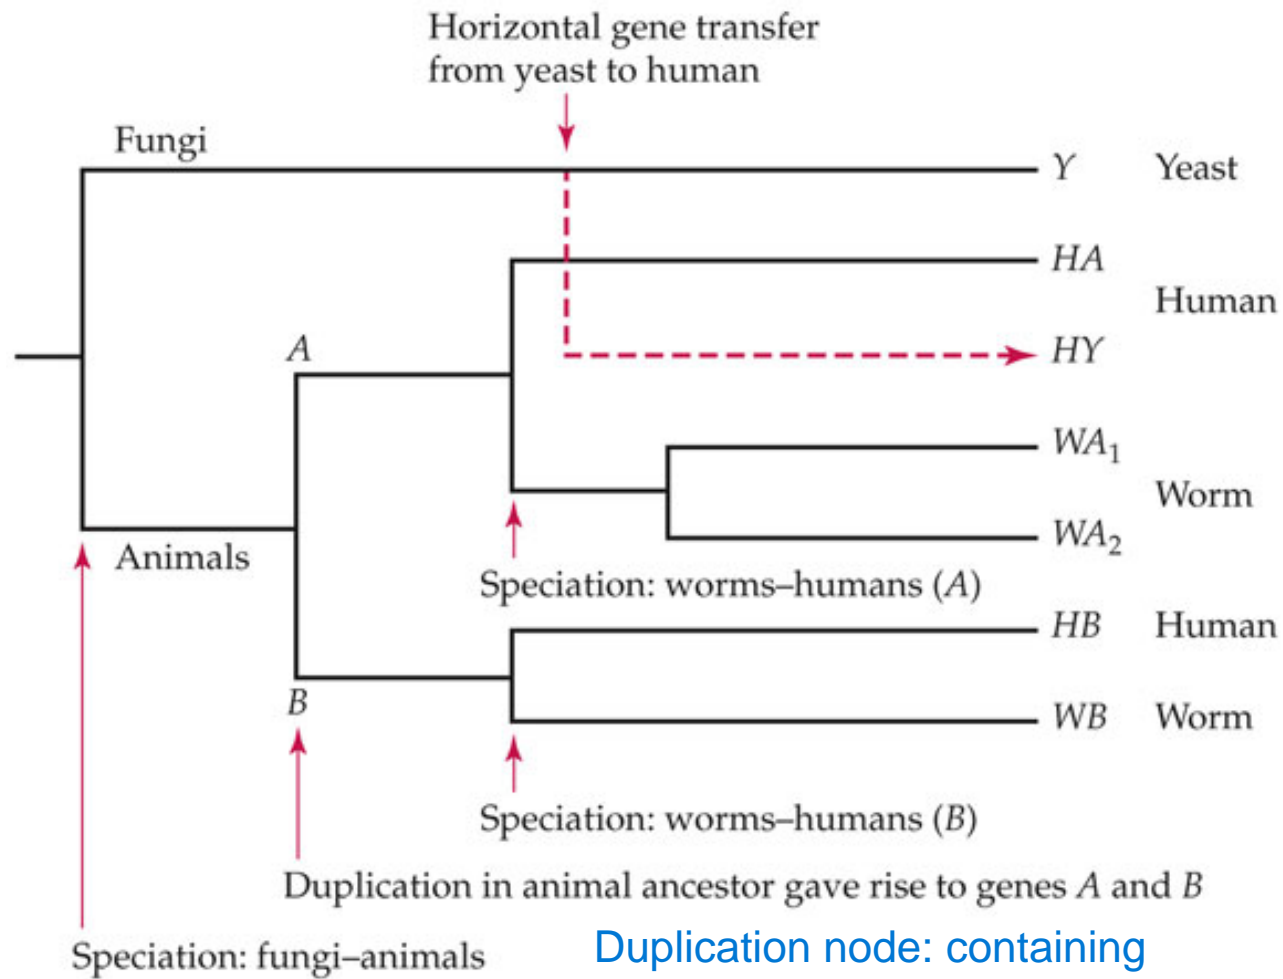 Horizontal gene transfer
from yeast to human
Fungi
Y Yeast
HA
Human
A
HY
WA1
Worm
WA2
Animals
Speciation: worms–humans (A)
HB Human
B
WB Worm
Speciation: worms–humans (B)
Duplication in animal ancestor gave rise to genes A and B
Speciation: fungi–animals
Duplication node: containing